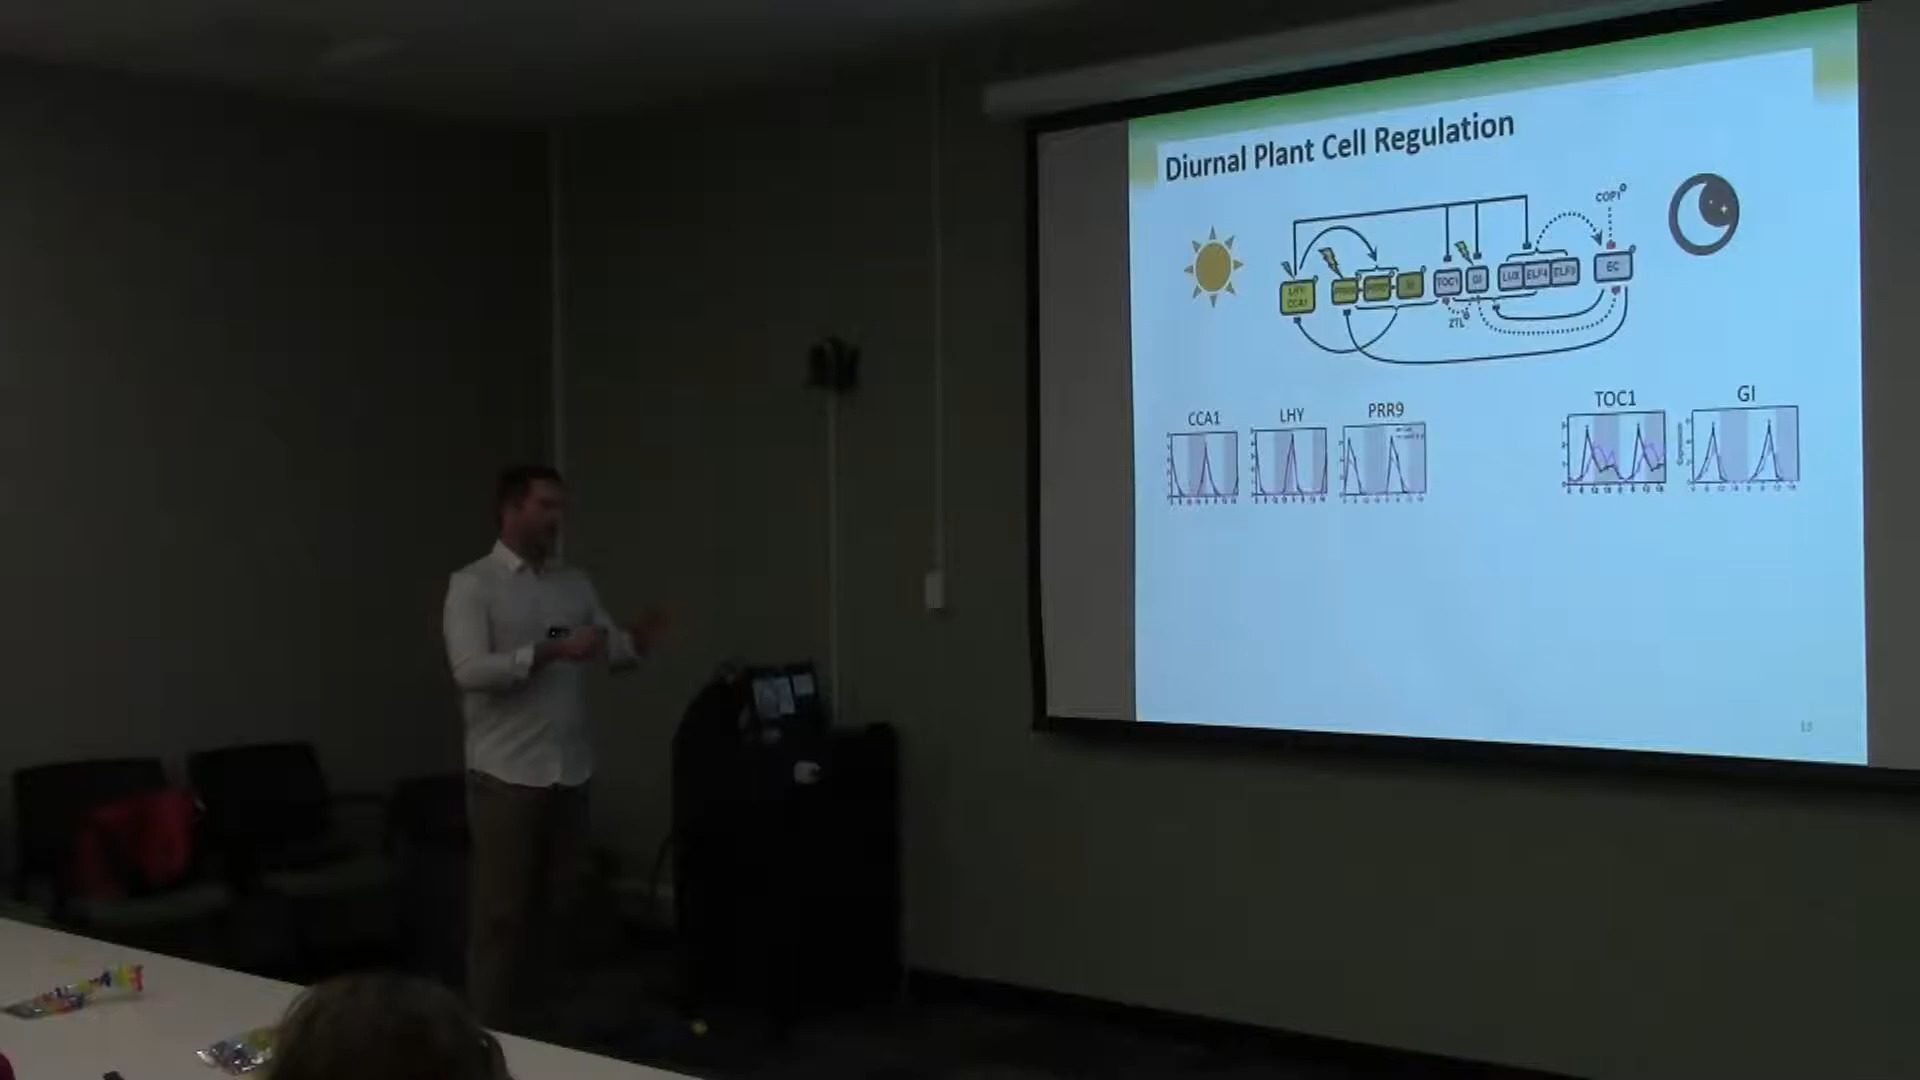 Diurnal Plant Cell Regulation
COP1
LHY
CCA1
TOC1
GI
LUX
ELF4
ELF3
EC
ZTL
CCA1
LHY
PRR9
TOC1
GI